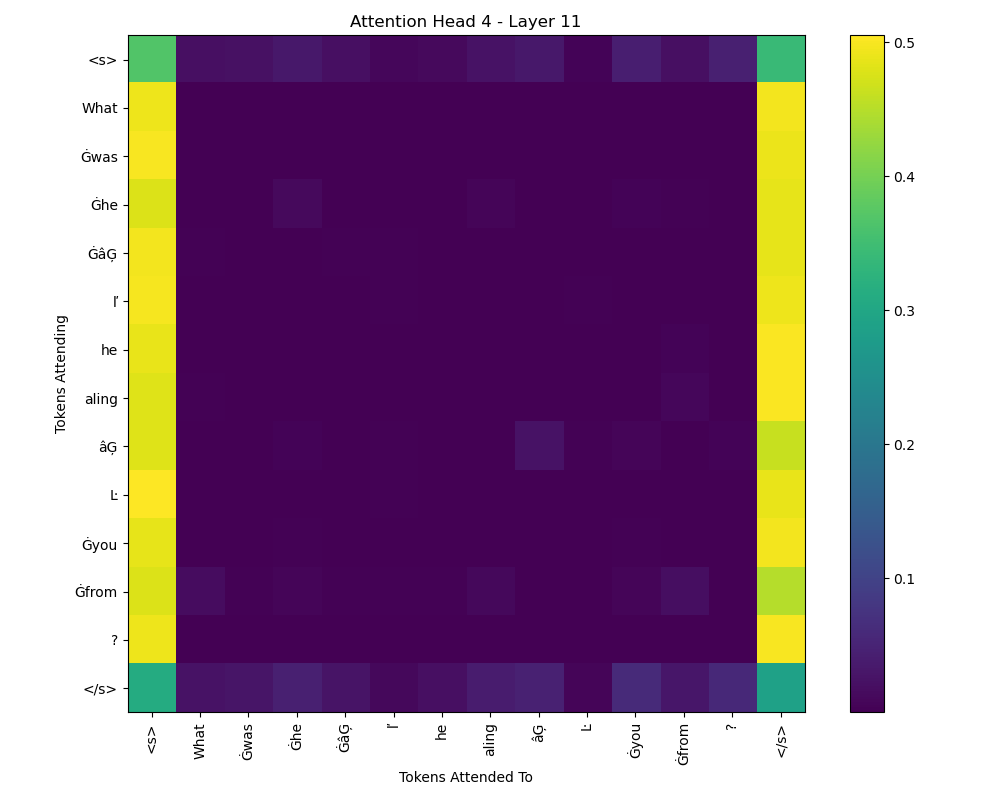 Attention Head 4 - Layer 11
Tokens Attending
<s>
What
Ġwas
Ġhe
ĠâĢ
ľ
he
aling
âĢ
Ŀ
Ġyou
Ġfrom
?
</s>
<s>
What
Ġwas
Ġhe
ĠâĢ
ľ
he
aling
âĢ
Ŀ
Ġyou
Ġfrom
?
</s>
Tokens Attended To
0.5
0.4
0.3
0.2
0.1